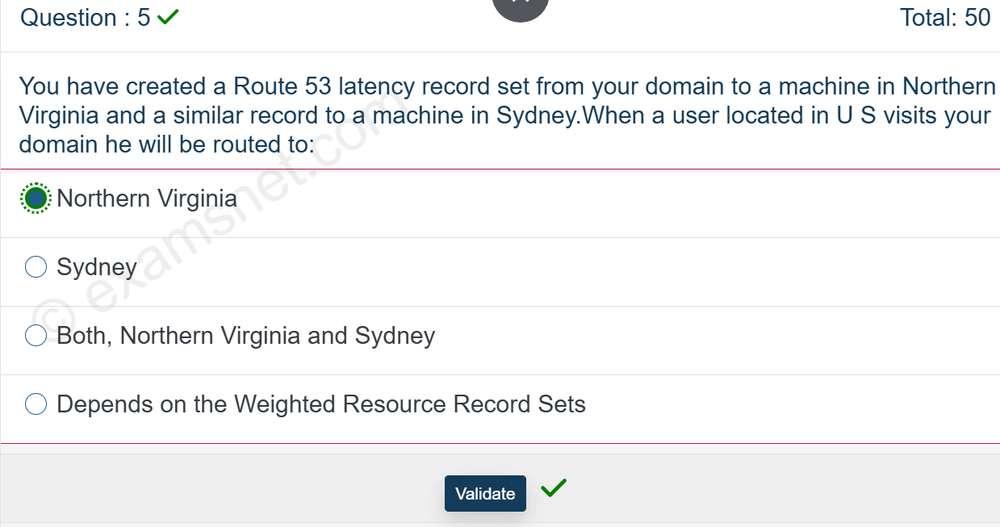 Question : 5
Total: 50
You have created a Route 53 latency record set from your domain to a machine in Northern
Virginia and a similar record to a machine in Sydney.When a user located in U S visits your
domain he will be routed to:
Northern Virginia
Sydney
Both, Northern Virginia and Sydney
Depends on the Weighted Resource Record Sets
© examsnet.com
Validate